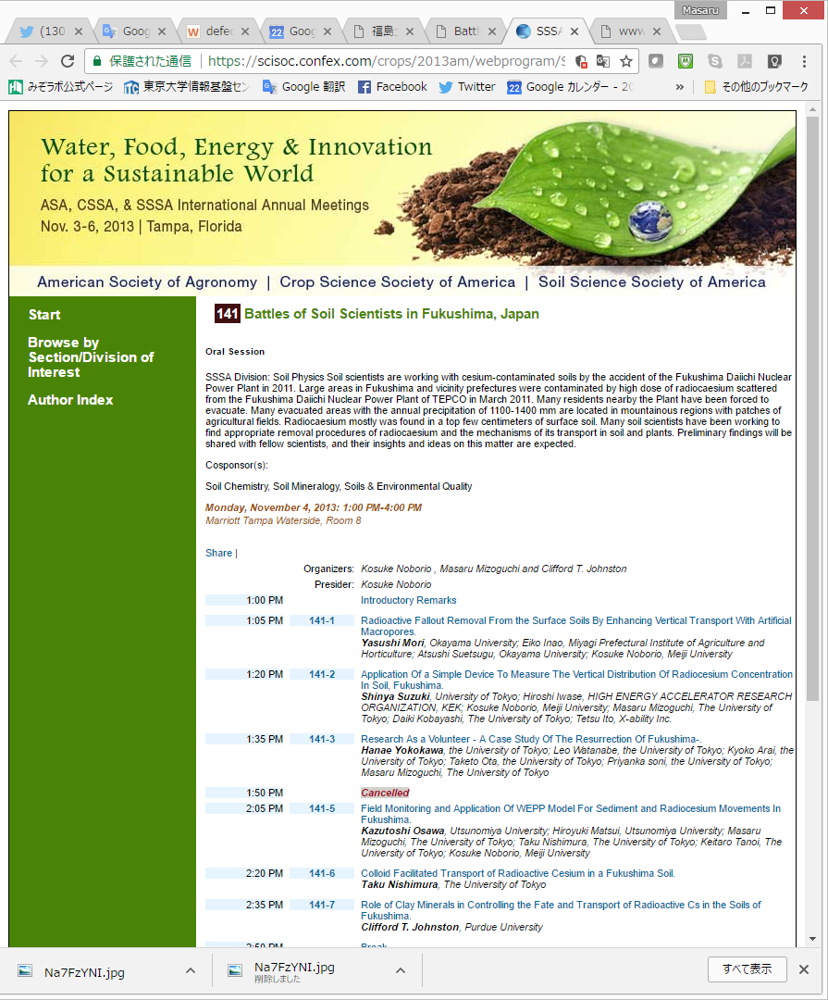 Masaru
(130
Goog
defec
Goog
福島
Battl
SSSA
www
保護された通信
https://scisoc.confex.com/crops/2013am/webprogram/S
みぞラボ公式ページ
東京大学情報基盤セン
Google 翻訳
Facebook
Twitter
Google カレンダー - 20
»
その他のブックマーク
Water, Food, Energy & Innovation
for a Sustainable World
ASA, CSSA, & SSSA International Annual Meetings
Nov. 3-6, 2013 | Tampa, Florida
American Society of Agronomy | Crop Science Society of America | Soil Science Society of America
Start
Browse by
Section/Division of
Interest
Author Index
141 Battles of Soil Scientists in Fukushima, Japan
Oral Session
SSSA Division: Soil Physics Soil scientists are working with cesium-contaminated soils by the accident of the Fukushima Daiichi Nuclear
Power Plant in 2011. Large areas in Fukushima and vicinity prefectures were contaminated by high dose of radiocaesium scattered
from the Fukushima Daiichi Nuclear Power Plant of TEPCO in March 2011. Many residents nearby the Plant have been forced to
evacuate. Many evacuated areas with the annual precipitation of 1100-1400 mm are located in mountainous regions with patches of
agricultural fields. Radiocaesium mostly was found in a top few centimeters of surface soil. Many soil scientists have been working to
find appropriate removal procedures of radiocaesium and the mechanisms of its transport in soil and plants. Preliminary findings will be
shared with fellow scientists, and their insights and ideas on this matter are expected.
Cosponsor(s):
Soil Chemistry, Soil Mineralogy, Soils & Environmental Quality
Monday, November 4, 2013: 1:00 PM-4:00 PM
Marriott Tampa Waterside, Room 8
Share |
Organizers: Kosuke Noborio , Masaru Mizoguchi and Clifford T. Johnston
Presider: Kosuke Noborio
1:00 PM Introductory Remarks
1:05 PM 141-1 Radioactive Fallout Removal From the Surface Soils By Enhancing Vertical Transport With Artificial
Macropores.
Yasushi Mori, Okayama University; Eiko Inao, Miyagi Prefectural Institute of Agriculture and
Horticulture; Atsushi Suetsugu, Okayama University; Kosuke Noborio, Meiji University
1:20 PM 141-2 Application Of a Simple Device To Measure The Vertical Distribution Of Radiocesium Concentration
In Soil, Fukushima.
Shinya Suzuki, University of Tokyo; Hiroshi Iwase, HIGH ENERGY ACCELERATOR RESEARCH
ORGANIZATION, KEK; Kosuke Noborio, Meiji University; Masaru Mizoguchi, The University of
Tokyo; Daiki Kobayashi, The University of Tokyo; Tetsu Ito, X-ability Inc.
1:35 PM 141-3 Research As a Volunteer - A Case Study Of The Resurrection Of Fukushima-.
Hanae Yokokawa, the University of Tokyo; Leo Watanabe, the University of Tokyo; Kyoko Arai, the
University of Tokyo; Taketo Ota, the University of Tokyo; Priyanka soni, the University of Tokyo;
Masaru Mizoguchi, The University of Tokyo
1:50 PM Cancelled
2:05 PM 141-5 Field Monitoring and Application Of WEPP Model For Sediment and Radiocesium Movements In
Fukushima.
Kazutoshi Osawa, Utsunomiya University; Hiroyuki Matsui, Utsunomiya University; Masaru
Mizoguchi, The University of Tokyo; Taku Nishimura, The University of Tokyo; Keitaro Tanoi, The
University of Tokyo; Kosuke Noborio, Meiji University
2:20 PM 141-6 Colloid Facilitated Transport of Radioactive Cesium in a Fukushima Soil.
Taku Nishimura, The University of Tokyo
2:35 PM 141-7 Role of Clay Minerals in Controlling the Fate and Transport of Radioactive Cs in the Soils of
Fukushima.
Clifford T. Johnston, Purdue University
2:50 PM Break
Na7FzYNI.jpg
Na7FzYNI.jpg
削除しました
すべて表示